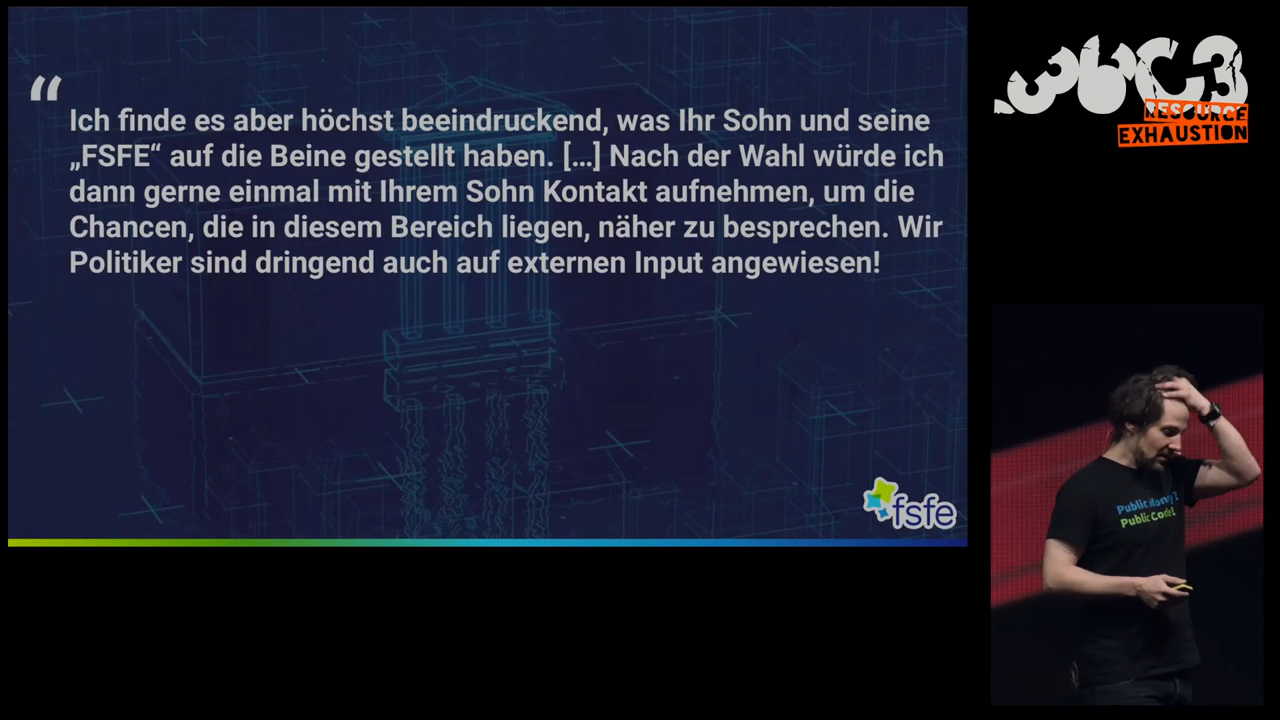 “
Ich finde es aber höchst beeindruckend, was Ihr Sohn und seine
„FSFE“ auf die Beine gestellt haben. […] Nach der Wahl würde ich
dann gerne einmal mit Ihrem Sohn Kontakt aufnehmen, um die
Chancen, die in diesem Bereich liegen, näher zu besprechen. Wir
Politiker sind dringend auch auf externen Input angewiesen!
fsfe
36C3
RESOURCE
EXHAUSTION
Public Money?
Public Code!